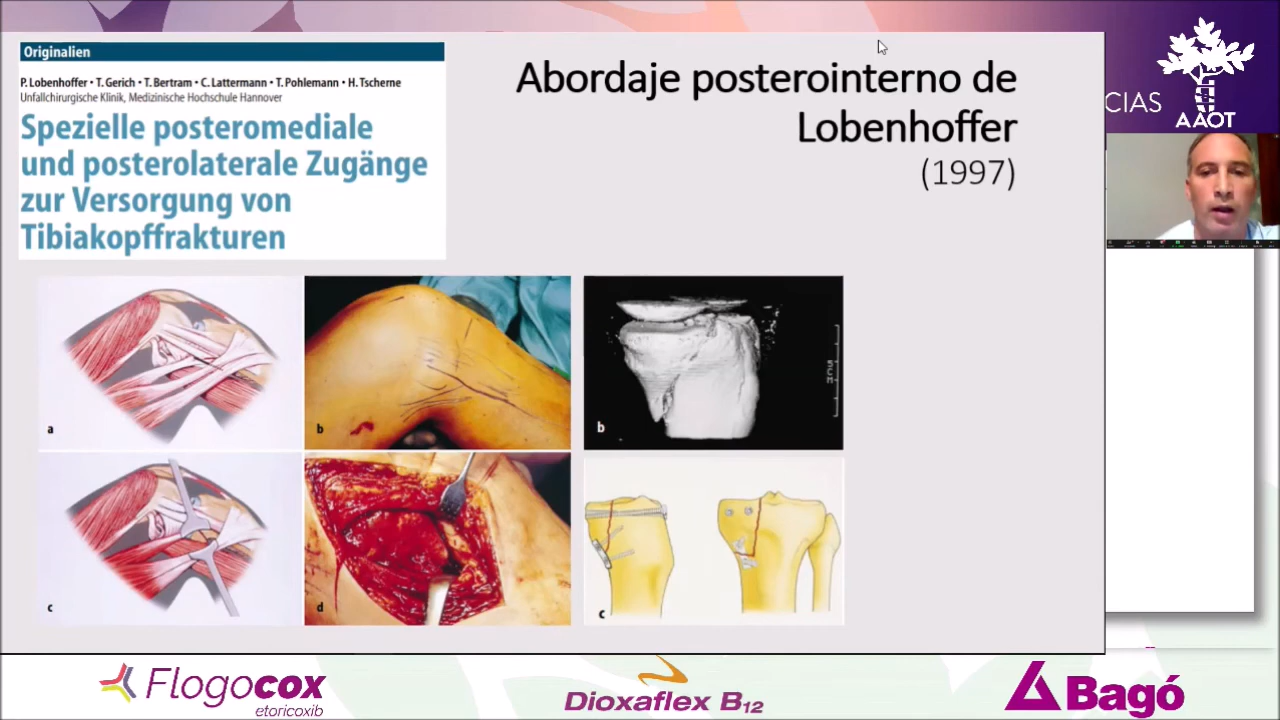 Originalien
P. Lobenhoffer • T. Gerich • T. Bertram • C. Lattermann • T. Pohlemann • H. Tscherne
Unfallchirurgische Klinik, Medizinische Hochschule Hannover
Spezielle posteromediale
und posterolaterale Zugänge
zur Versorgung von
Tibiakopffrakturen
Abordaje posterointerno de
Lobenhoffer
(1997)
CIAS
AAOT
a
b
b
c
d
c
Flogocox
etoricoxib
Dioxaflex B12
Bagó